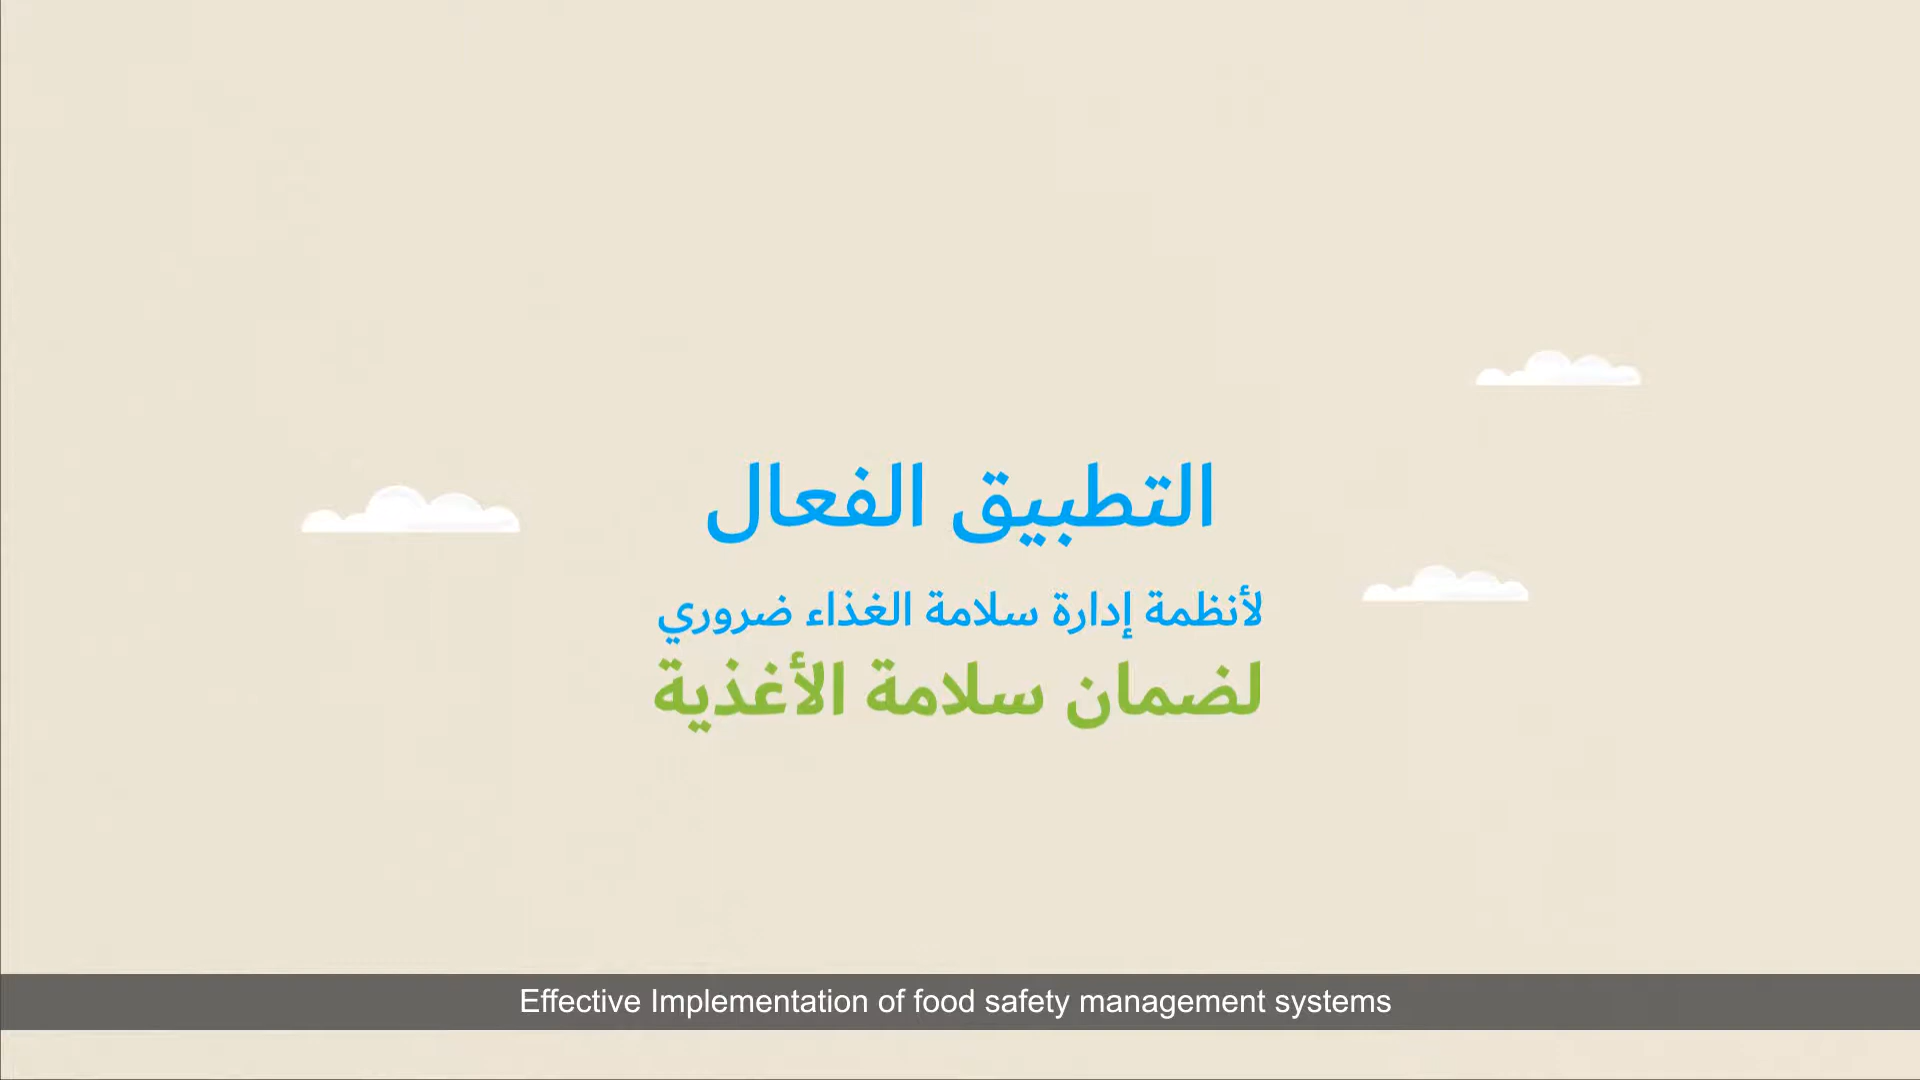 التطبيق الفعال
لأنظمة إدارة سلامة الغذاء ضروري
لضمان سلامة الأغذية
Effective Implementation of food safety management systems